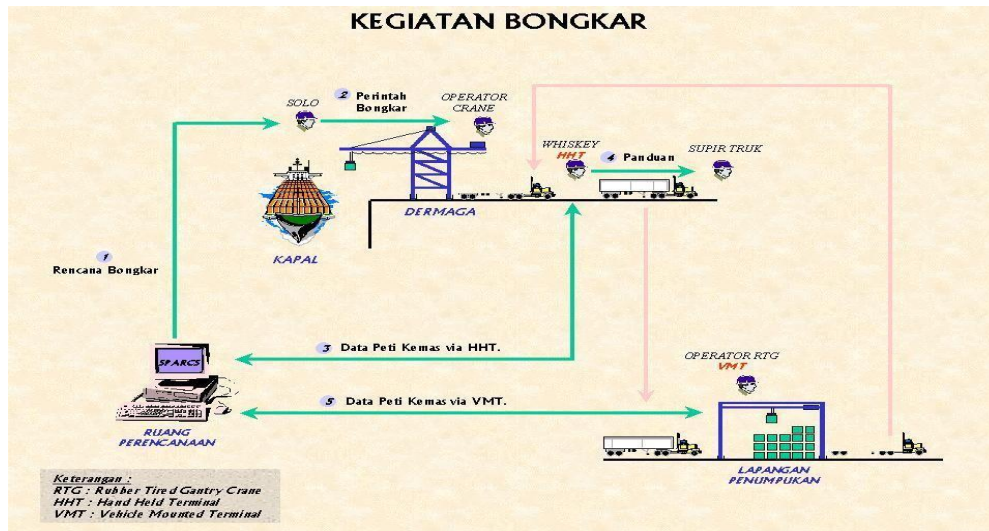 KEGIATAN BONGKAR
SOLO
2 Perintah
Bongkar
OPERATOR
CRANE
WHISKEY
HHT
4 Panduan
SUPIR TRUK
DERMAGA
KAPAL
1
Rencana Bongkar
3 Data Peti Kemas via HHT.
SPARCS
OPERATOR RTG
VMT
5 Data Peti Kemas via VMT.
RUANG
PERENCANAAN
LAPANGAN
PENUMPUKAN
Keterangan :
RTG : Rubber Tired Gantry Crane
HHT : Hand Held Terminal
VMT : Vehicle Mounted Terminal